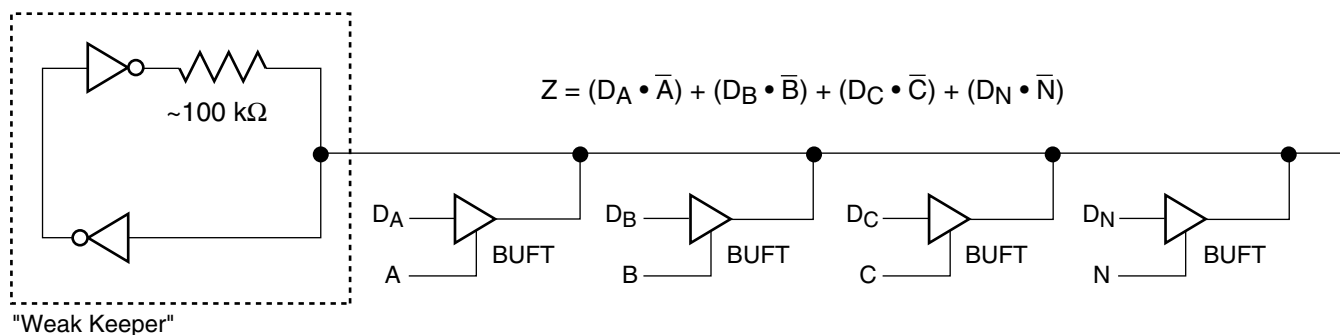 ~100 kΩ
Z = (D_A • A̅) + (D_B • B̅) + (D_C • C̅) + (D_N • N̅)
D_A
BUFT
A
D_B
BUFT
B
D_C
BUFT
C
D_N
BUFT
N
"Weak Keeper"